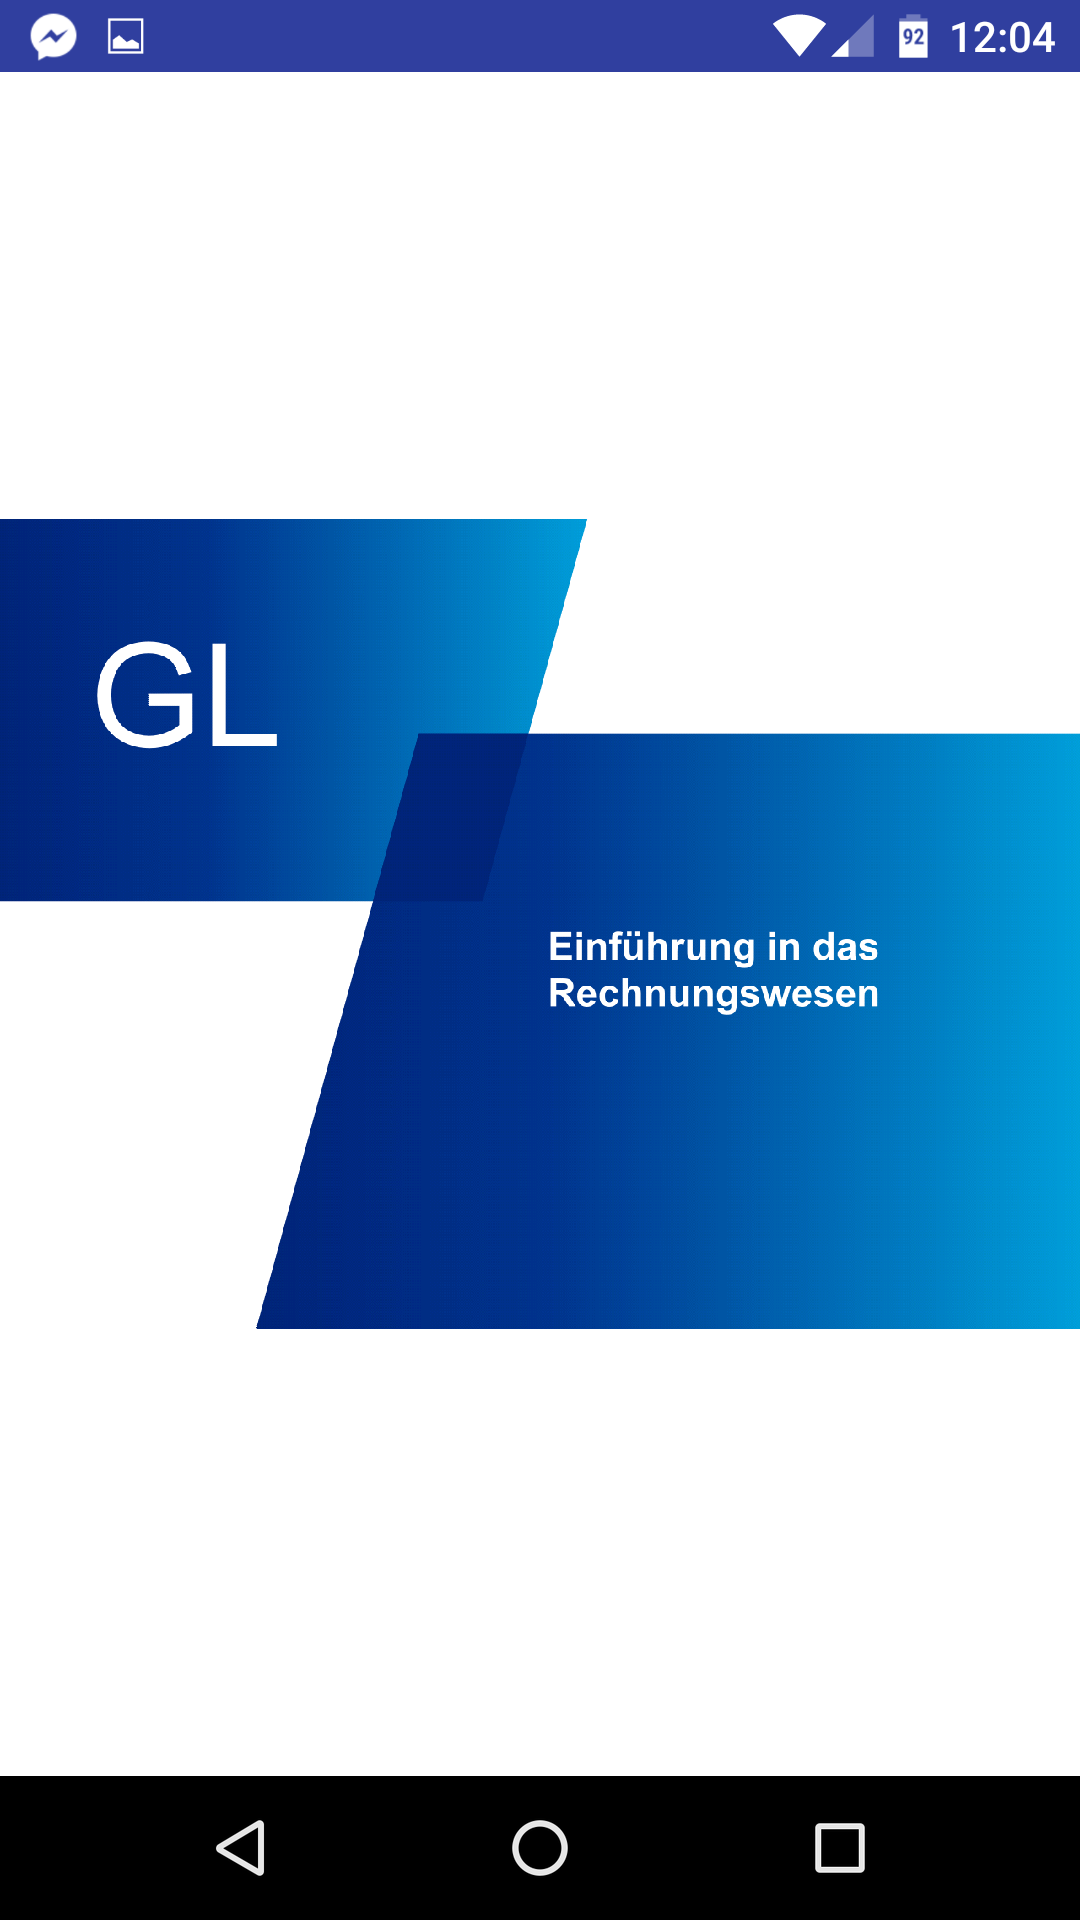 92 12:04
GL
Einführung in das
Rechnungswesen